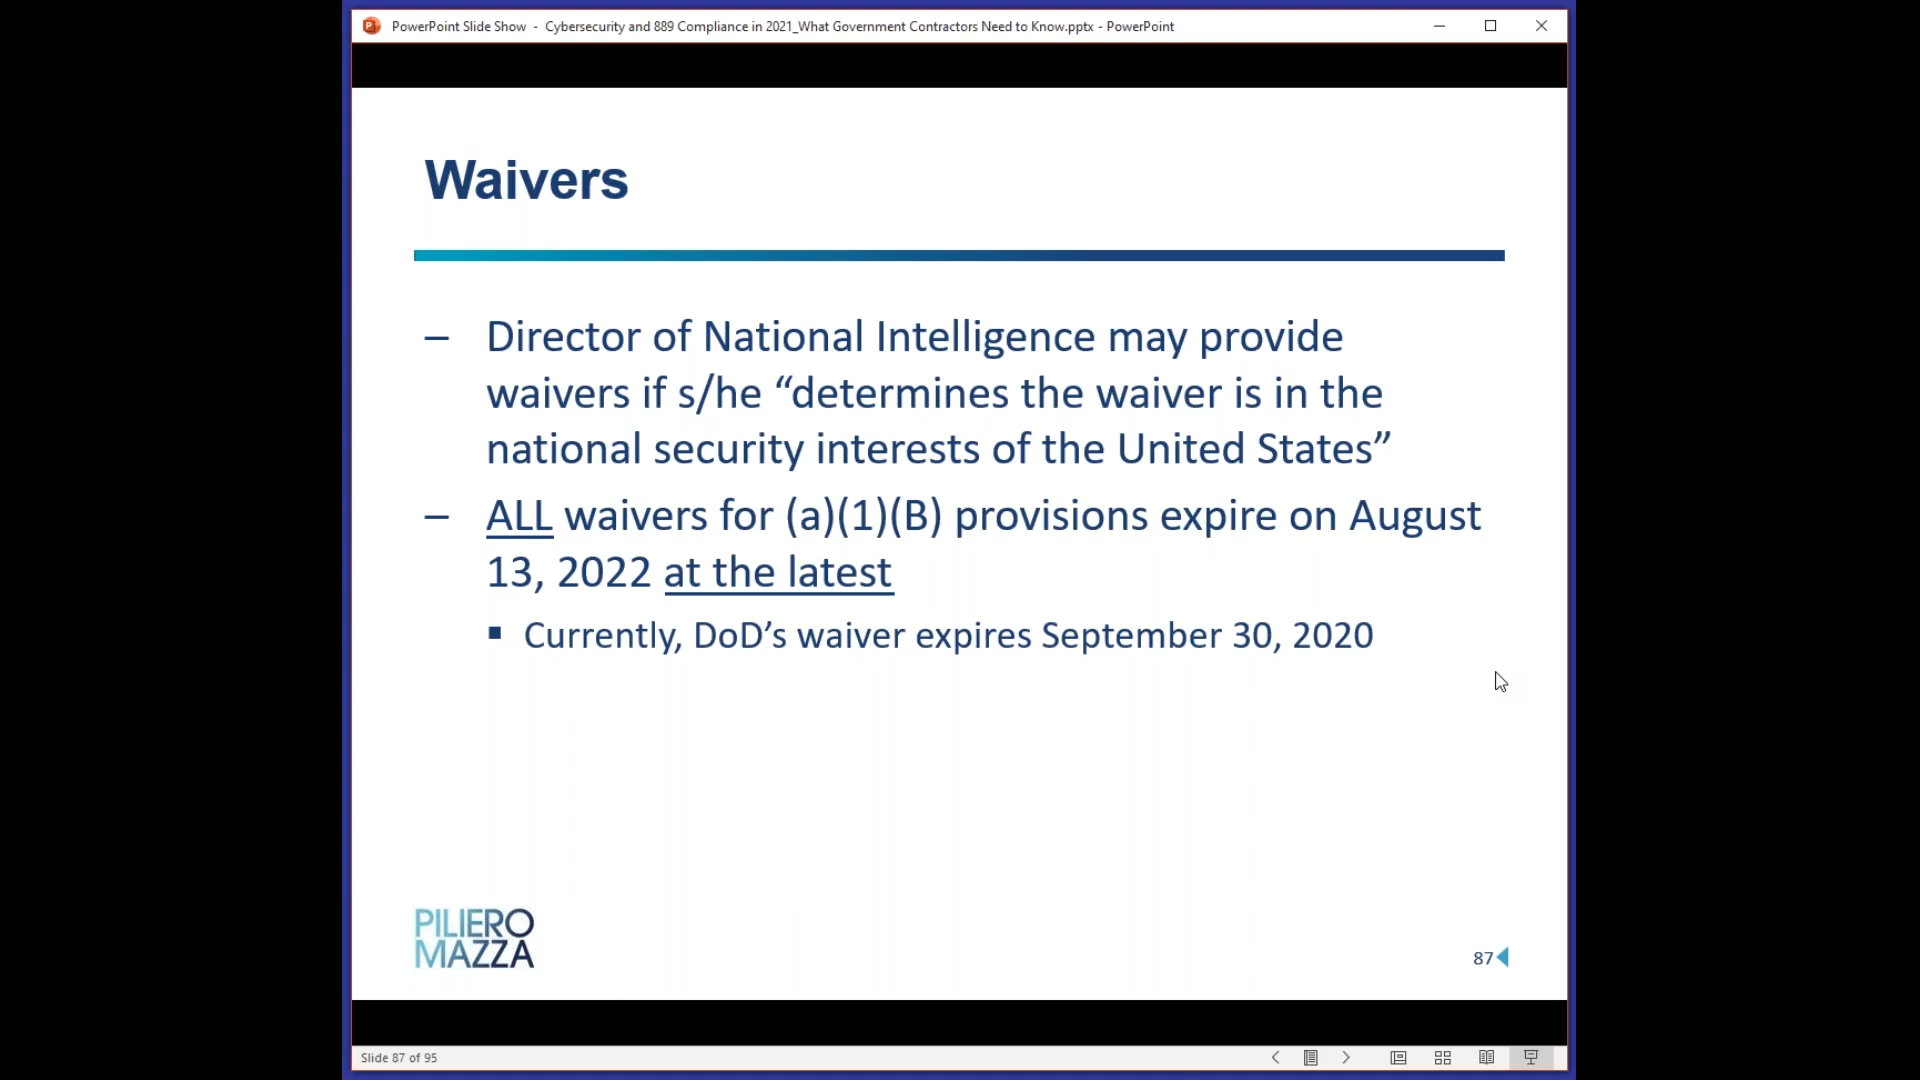 PowerPoint Slide Show - Cybersecurity and 889 Compliance in 2021_What Government Contractors Need to Know.pptx - PowerPoint
Waivers
– Director of National Intelligence may provide
waivers if s/he “determines the waiver is in the
national security interests of the United States”
– ALL waivers for (a)(1)(B) provisions expire on August
13, 2022 at the latest
▪ Currently, DoD’s waiver expires September 30, 2020
PILIERO
MAZZA
87
Slide 87 of 95